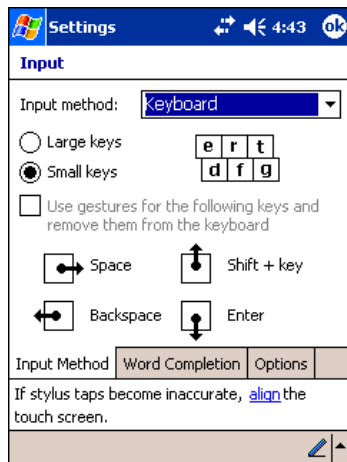 Settings 4:43 ok
Input
Input method: Keyboard
Large keys
e r t
Small keys
d f g
Use gestures for the following keys and
remove them from the keyboard
Space Shift + key
Backspace Enter
Input Method Word Completion Options
If stylus taps become inaccurate, align the
touch screen.